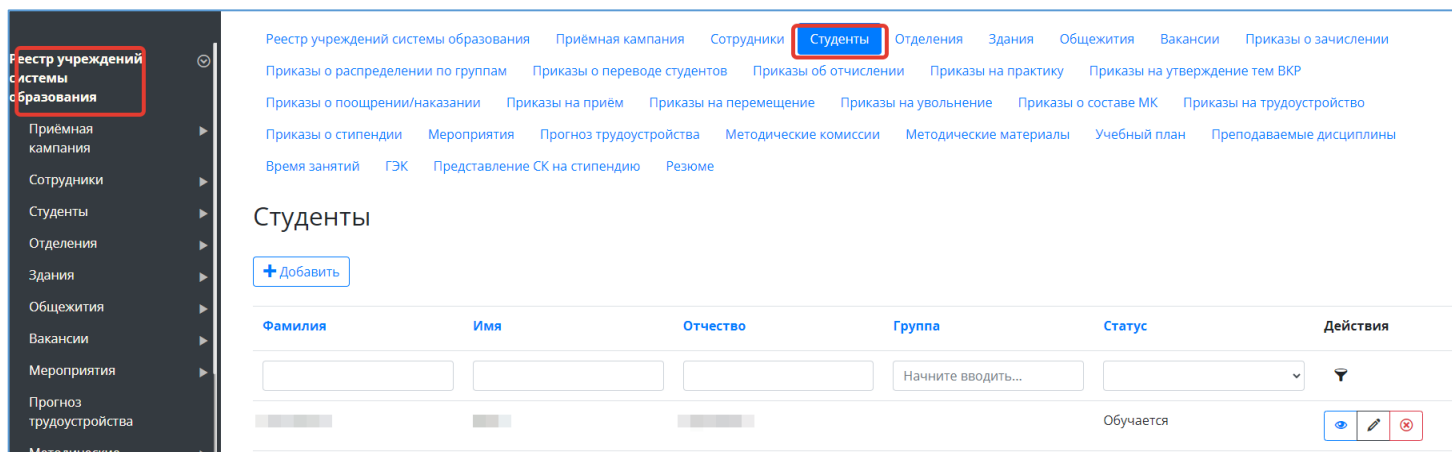 Реестр учреждений
системы
образования
Приёмная
кампания
Сотрудники
Студенты
Отделения
Здания
Общежития
Вакансии
Мероприятия
Прогноз
трудоустройства
Методические
Реестр учреждений системы образования Приёмная кампания Сотрудники Студенты Отделения Здания Общежития Вакансии Приказы о зачислении
Приказы о распределении по группам Приказы о переводе студентов Приказы об отчислении Приказы на практику Приказы на утверждение тем ВКР
Приказы о поощрении/наказании Приказы на приём Приказы на перемещение Приказы на увольнение Приказы о составе МК Приказы на трудоустройство
Приказы о стипендии Мероприятия Прогноз трудоустройства Методические комиссии Методические материалы Учебный план Преподаваемые дисциплины
Время занятий ГЭК Представление СК на стипендию Резюме
Студенты
Добавить
Фамилия Имя Отчество Группа Статус Действия
Начните вводить...
Обучается